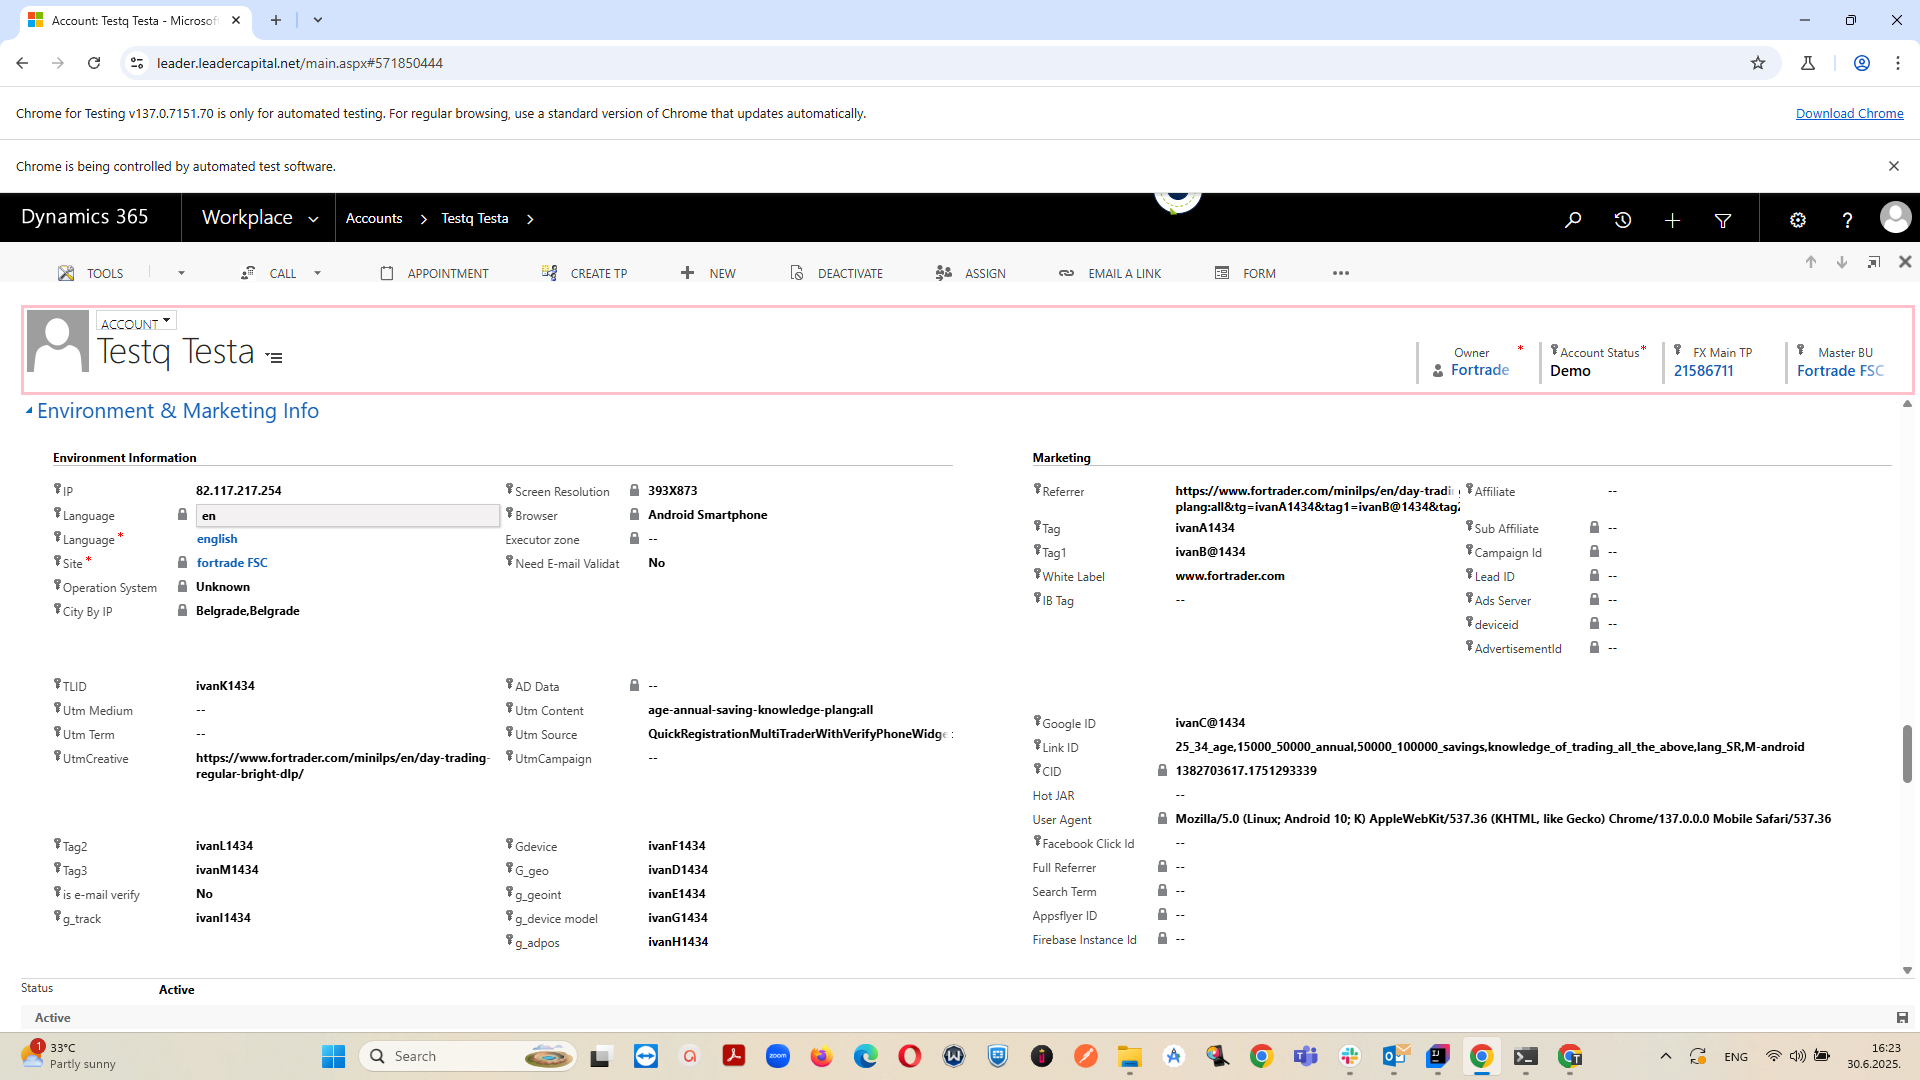 Account: Testq Testa - Microsof
leader.leadercapital.net/main.aspx#571850444
Chrome for Testing v137.0.7151.70 is only for automated testing. For regular browsing, use a standard version of Chrome that updates automatically.
Download Chrome
Chrome is being controlled by automated test software.
Dynamics 365
Workplace
Accounts
Testq Testa
TOOLS
CALL
APPOINTMENT
CREATE TP
NEW
DEACTIVATE
ASSIGN
EMAIL A LINK
FORM
ACCOUNT
Testq Testa
Owner *
Fortrade
Account Status*
Demo
FX Main TP
21586711
Master BU
Fortrade FSC
Environment & Marketing Info
Environment Information
IP 82.117.217.254
Language en
Language * english
Site * fortrade FSC
Operation System Unknown
City By IP Belgrade,Belgrade
Screen Resolution 393X873
Browser Android Smartphone
Executor zone --
Need E-mail Validat No
TLID ivanK1434
Utm Medium --
Utm Term --
UtmCreative https://www.fortrader.com/minilps/en/day-trading-
regular-bright-dlp/
AD Data --
Utm Content age-annual-saving-knowledge-plang:all
Utm Source QuickRegistrationMultiTraderWithVerifyPhoneWidge
UtmCampaign --
Tag2 ivanL1434
Tag3 ivanM1434
is e-mail verify No
g_track ivanI1434
Gdevice ivanF1434
G_geo ivanD1434
g_geoint ivanE1434
g_device model ivanG1434
g_adpos ivanH1434
Marketing
Referrer https://www.fortrader.com/minilps/en/day-tradi
plang:all&tg=ivanA1434&tag1=ivanB@1434&tag2
Tag ivanA1434
Tag1 ivanB@1434
White Label www.fortrader.com
IB Tag --
Affiliate --
Sub Affiliate --
Campaign Id --
Lead ID --
Ads Server --
deviceid --
AdvertisementId --
Google ID ivanC@1434
Link ID 25_34_age,15000_50000_annual,50000_100000_savings,knowledge_of_trading_all_the_above,lang_SR,M-android
CID 1382703617.1751293339
Hot JAR --
User Agent Mozilla/5.0 (Linux; Android 10; K) AppleWebKit/537.36 (KHTML, like Gecko) Chrome/137.0.0.0 Mobile Safari/537.36
Facebook Click Id --
Full Referrer --
Search Term --
Appsflyer ID --
Firebase Instance Id --
Status Active
Active
1
33°C
Partly sunny
Search
zoom
ENG
16:23
30.6.2025.